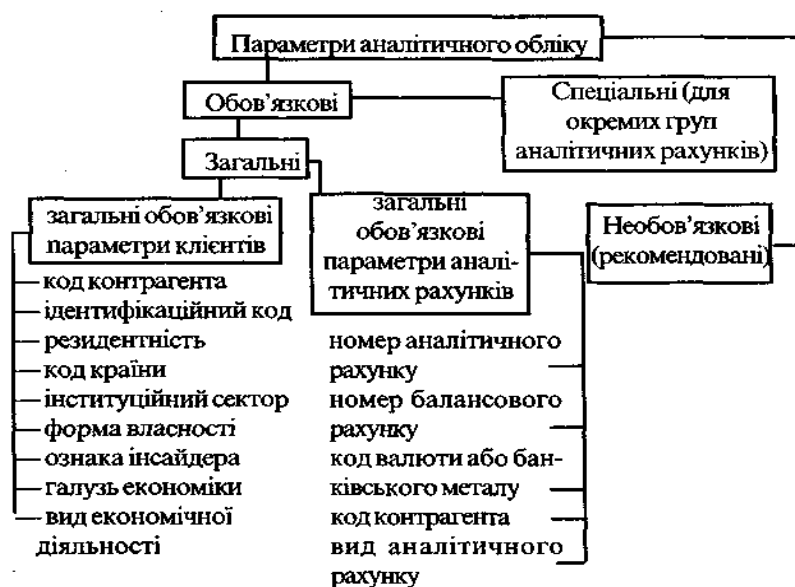 Параметри аналітичного обліку
Обов’язкові
Спеціальні (для
окремих груп
аналітичних рахунків)
Загальні
загальні обов’язкові
параметри клієнтів
загальні
обов’язкові
параметри аналі-
тичних рахунків
Необов’язкові
(рекомендовані)
код контрагента
ідентифікаційний код
резидентність
код країни
інституційний сектор
форма власності
ознака інсайдера
галузь економіки
вид економічної
діяльності
номер аналітичного
рахунку
номер балансового
рахунку
код валюти або бан-
ківського металу
код контрагента
вид аналітичного
рахунку